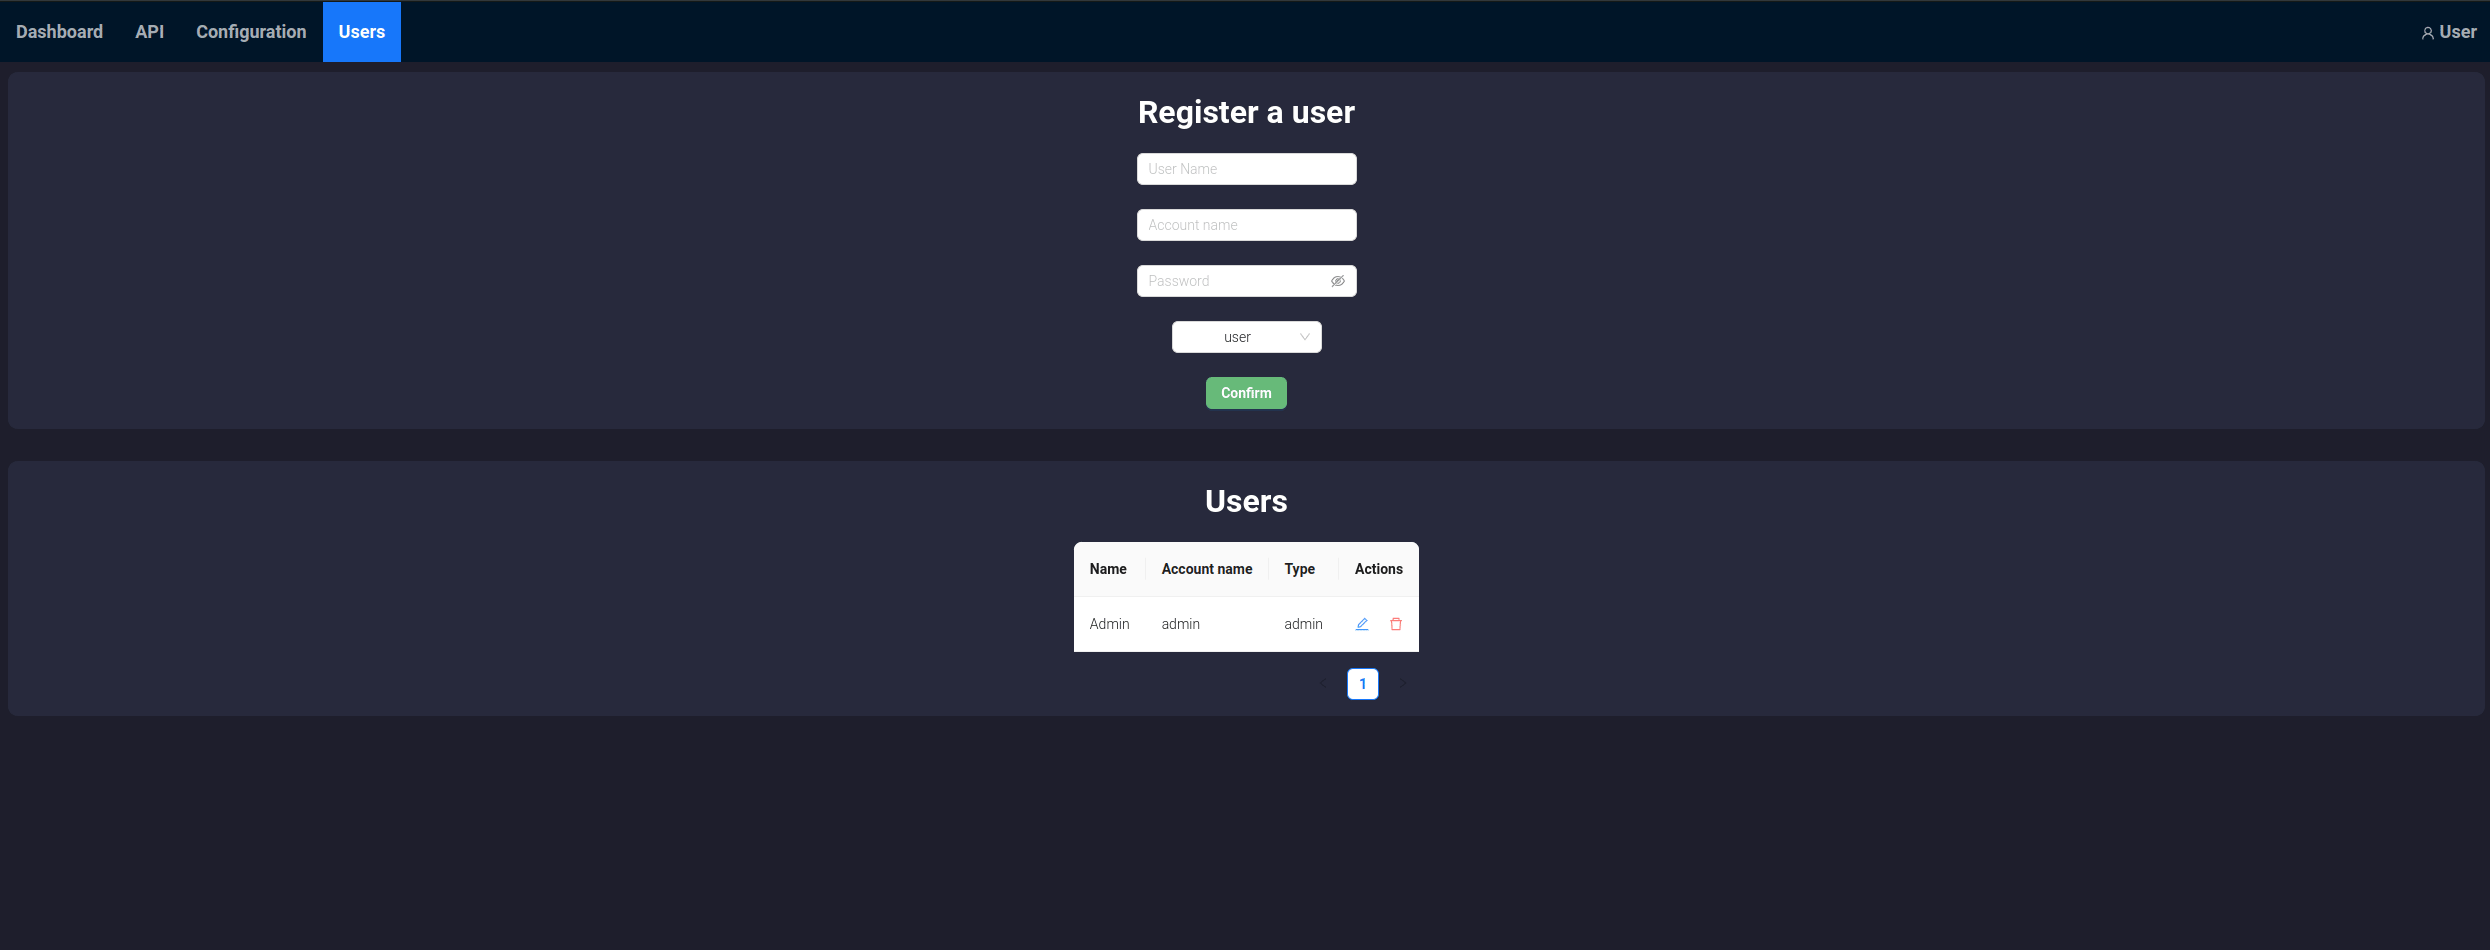 Dashboard API Configuration Users User
Register a user
User Name
Account name
Password
user
Confirm
Users
Name Account name Type Actions
Admin admin admin
1